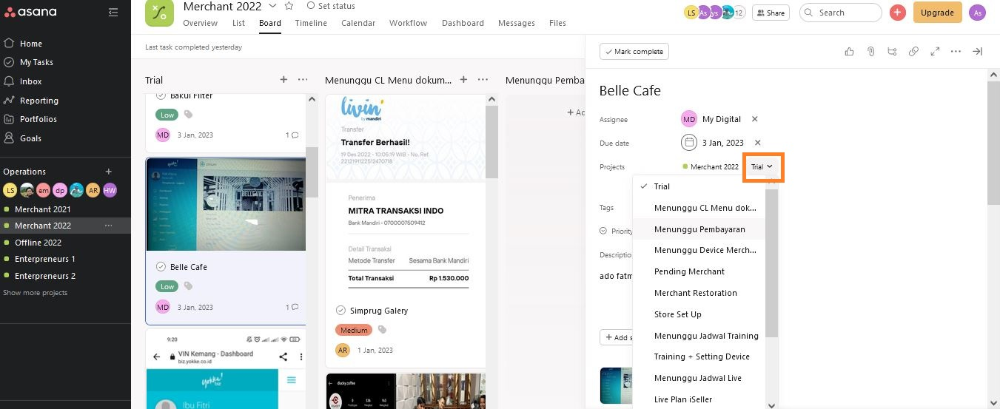 asana
Home
My Tasks
Inbox
Reporting
Portfolios
Goals
Operations
LS
em
dp
AR
HW
Merchant 2021
Merchant 2022
Offline 2022
Enterpreneurs 1
Enterpreneurs 2
Show more projects
Merchant 2022
Set status
Overview List Board Timeline Calendar Workflow Dashboard Messages Files
LS As ys 12
Share
Search
Upgrade
As
Last task completed yesterday
Trial
Bakul Filter
Low
MD 3 Jan, 2023 1
Umum
Belle Cafe
Low
MD 3 Jan, 2023 1
9:20
VIN Kemang - Dashboard
biz.yokke.co.id
yokke!
biz
Ibu Fitri
Menunggu CL Menu dokum...
livin'
by mandiri
Transfer
Transfer Berhasil!
19 Des 2022 - 10:05:19 WIB - No. Ref.
2212191122512470718
Penerima
MITRA TRANSAKSI INDO
Bank Mandiri - 0700007509412
Detail Transaksi
Metode Transfer Sesama Bank Mandiri
Total Transaksi Rp 1.530.000
Simprug Galery
Medium
AR 1 Jan, 2023
ducky.coffee
Menunggu Pemba
+ Ad
Mark complete
Belle Cafe
Assignee MD My Digital
Due date 3 Jan, 2023
Projects Merchant 2022 Trial
Tags
Priority
Description
ado fatm
+ Add s
Trial
Menunggu CL Menu dok...
Menunggu Pembayaran
Menunggu Device Merch...
Pending Merchant
Merchant Restoration
Store Set Up
Menunggu Jadwal Training
Training + Setting Device
Menunggu Jadwal Live
Live Plan iSeller